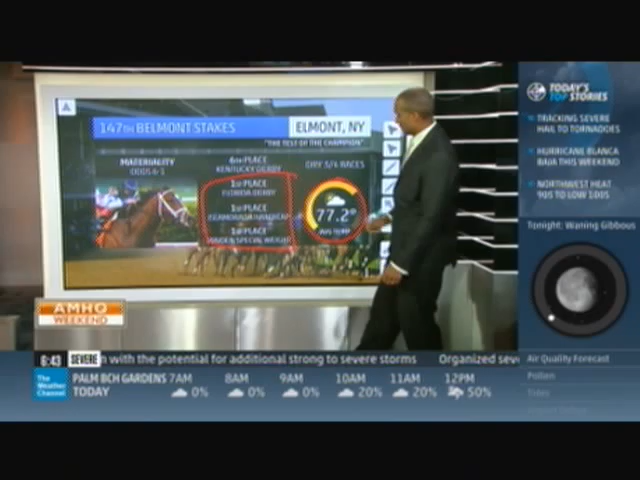 147TH BELMONT STAKES
ELMONT, NY
"THE TEST OF THE CHAMPION"
MATERIALITY
ODDS 6-1
6TH PLACE
KENTUCKY DERBY
1ST PLACE
FLORIDA DERBY
1ST PLACE
1ST PLACE
DRY 3/4 RACES
77.2°
AVG TEMP
AMHQ
WEEKEND
TODAY'S
TOP STORIES
TRACKING SEVERE
HAIL TO TORNADOES
HURRICANE BLANCA
BAJA THIS WEEKEND
NORTHWEST HEAT
90S TO LOW 100S
Tonight: Waning Gibbous
Air Quality Forecast
Pollen
Tides
6:43 SEVERE n with the potential for additional strong to severe storms Organized sev
The
Weather
Channel
PALM BCH GARDENS 7AM 8AM 9AM 10AM 11AM 12PM
TODAY 0% 0% 0% 20% 20% 50%